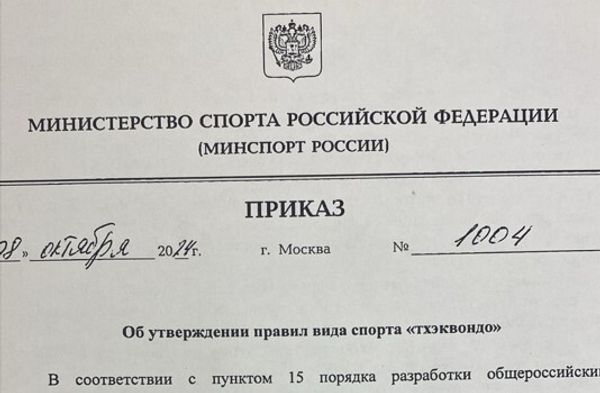 МИНИСТЕРСТВО СПОРТА РОССИЙСКОЙ ФЕДЕРАЦИИ
(МИНСПОРТ РОССИИ)
ПРИКАЗ
08» октября 2024г. г. Москва № 1004
Об утверждении правил вида спорта «тхэквондо»
В соответствии с пунктом 15 порядка разработки общероссийски